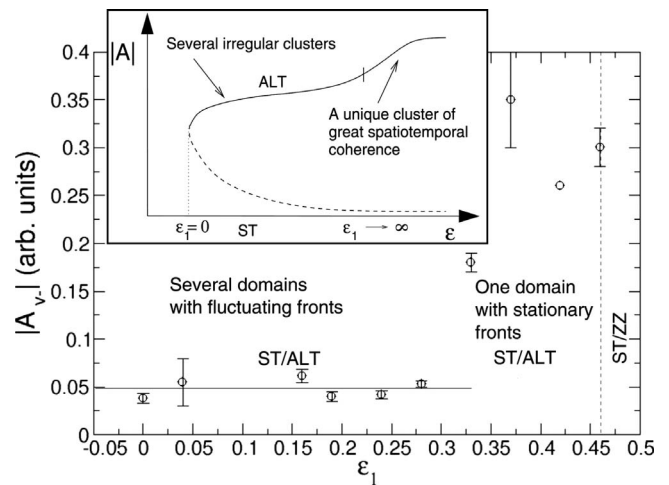 |A|
Several irregular clusters
ALT
A unique cluster of
great spatiotemporal
coherence
ε₁= 0
ST
ε₁ → ∞
ε
|Aᵥ₋| (arb. units)
0.4
0.35
0.3
0.25
0.2
0.15
0.1
0.05
0
Several domains
with fluctuating fronts
ST/ALT
One domain
with stationary
fronts
ST/ALT
ST/ZZ
-0.05 0 0.05 0.1 0.15 0.2 0.25 0.3 0.35 0.4 0.45 0.5
ε₁